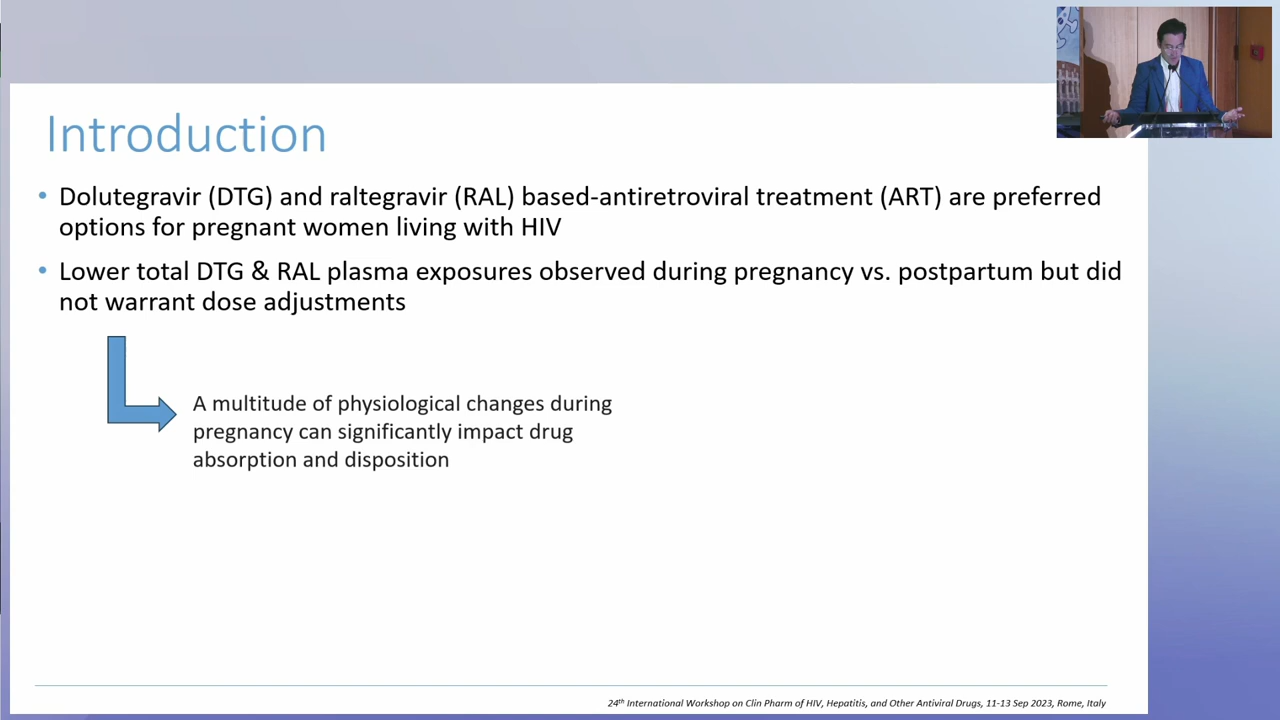 Introduction
• Dolutegravir (DTG) and raltegravir (RAL) based-antiretroviral treatment (ART) are preferred
options for pregnant women living with HIV
• Lower total DTG & RAL plasma exposures observed during pregnancy vs. postpartum but did
not warrant dose adjustments
A multitude of physiological changes during
pregnancy can significantly impact drug
absorption and disposition
24th International Workshop on Clin Pharm of HIV, Hepatitis, and Other Antiviral Drugs, 11-13 Sep 2023, Rome, Italy